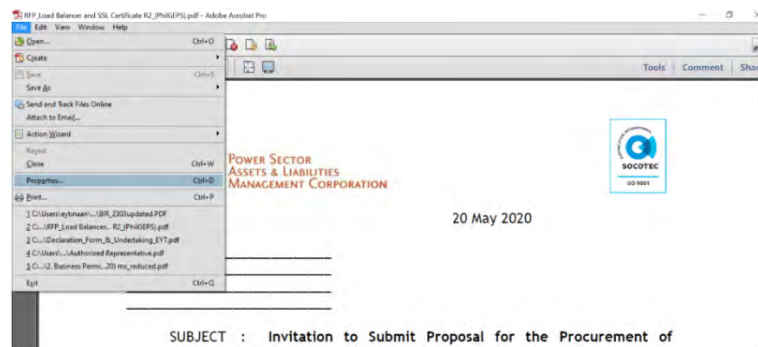 RFP_Load Balancer and SSL Certificate R2_(PhilGEPS).pdf - Adobe Acrobat Pro
File Edit View Window Help
Open... Ctrl+O
Create
Save Ctrl+S
Save As
Send and Track Files Online
Attach to Email...
Action Wizard
Revert
Close Ctrl+W
Properties... Ctrl+D
Print... Ctrl+P
1 C:\Users\eytinaan\...\BIR_2303updated.PDF
2 C:...\RFP_Load Balancer... R2_(PhilGEPS).pdf
3 C:...\Declaration_Form_&_Undertaking_EYT.pdf
4 C:\Users\...\Authorized Representative.pdf
5 C:...\2. Business Permi...20) ms_reduced.pdf
Exit Ctrl+Q
Tools Comment Shar
POWER SECTOR
ASSETS & LIABILITIES
MANAGEMENT CORPORATION
SOCOTEC
ISO 9001
20 May 2020
SUBJECT : Invitation to Submit Proposal for the Procurement of